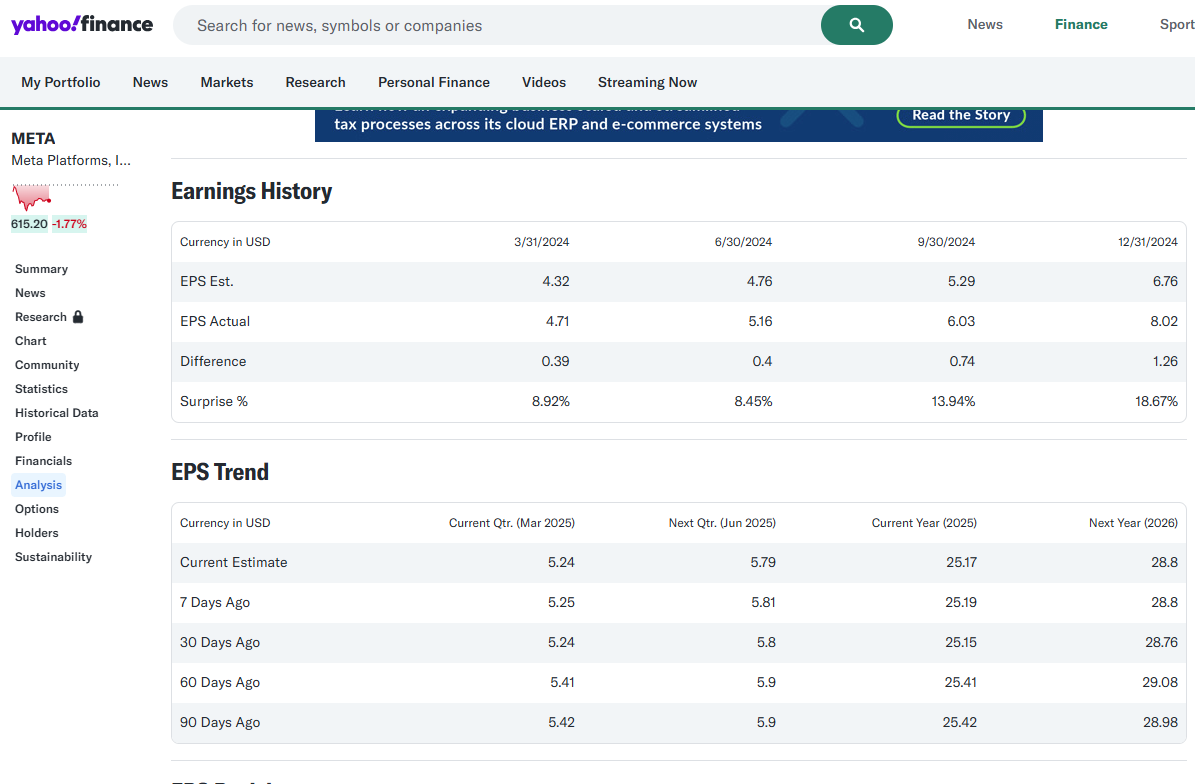 yahoo!finance
Search for news, symbols or companies
News Finance Sport
My Portfolio News Markets Research Personal Finance Videos Streaming Now
tax processes across its cloud ERP and e-commerce systems
Read the Story
META
Meta Platforms, I...
615.20 -1.77%
Summary
News
Research
Chart
Community
Statistics
Historical Data
Profile
Financials
Analysis
Options
Holders
Sustainability
Earnings History
Currency in USD 3/31/2024 6/30/2024 9/30/2024 12/31/2024
EPS Est. 4.32 4.76 5.29 6.76
EPS Actual 4.71 5.16 6.03 8.02
Difference 0.39 0.4 0.74 1.26
Surprise % 8.92% 8.45% 13.94% 18.67%
EPS Trend
Currency in USD Current Qtr. (Mar 2025) Next Qtr. (Jun 2025) Current Year (2025) Next Year (2026)
Current Estimate 5.24 5.79 25.17 28.8
7 Days Ago 5.25 5.81 25.19 28.8
30 Days Ago 5.24 5.8 25.15 28.76
60 Days Ago 5.41 5.9 25.41 29.08
90 Days Ago 5.42 5.9 25.42 28.98